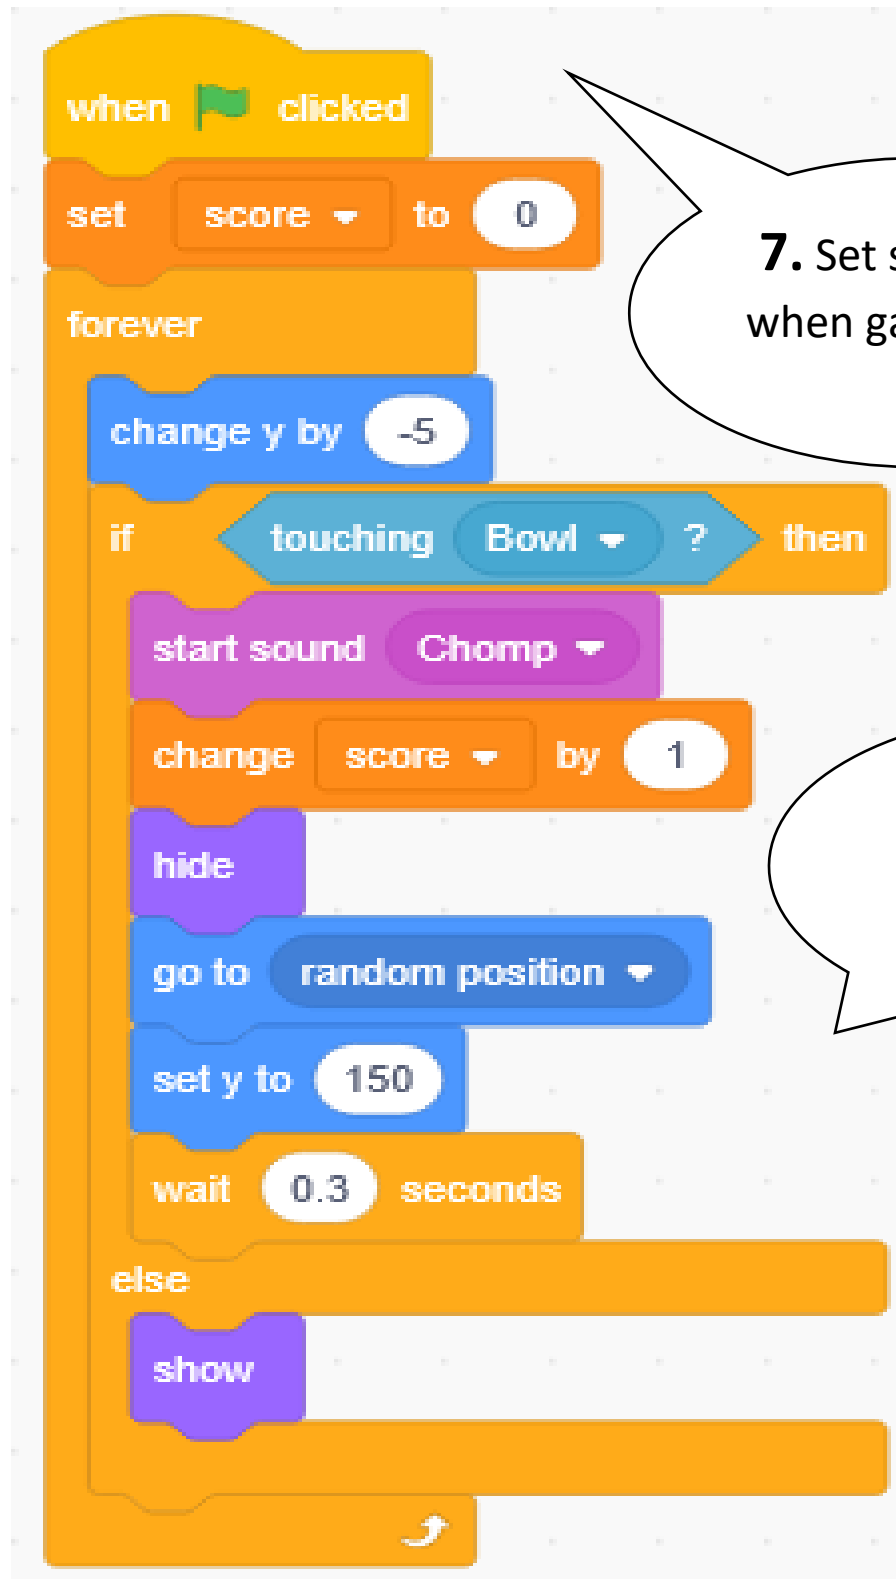 when clicked
set score to 0
7. Set s
when ga
forever
change y by -5
if touching Bowl ? then
start sound Chomp
change score by 1
hide
go to random position
set y to 150
wait 0.3 seconds
else
show